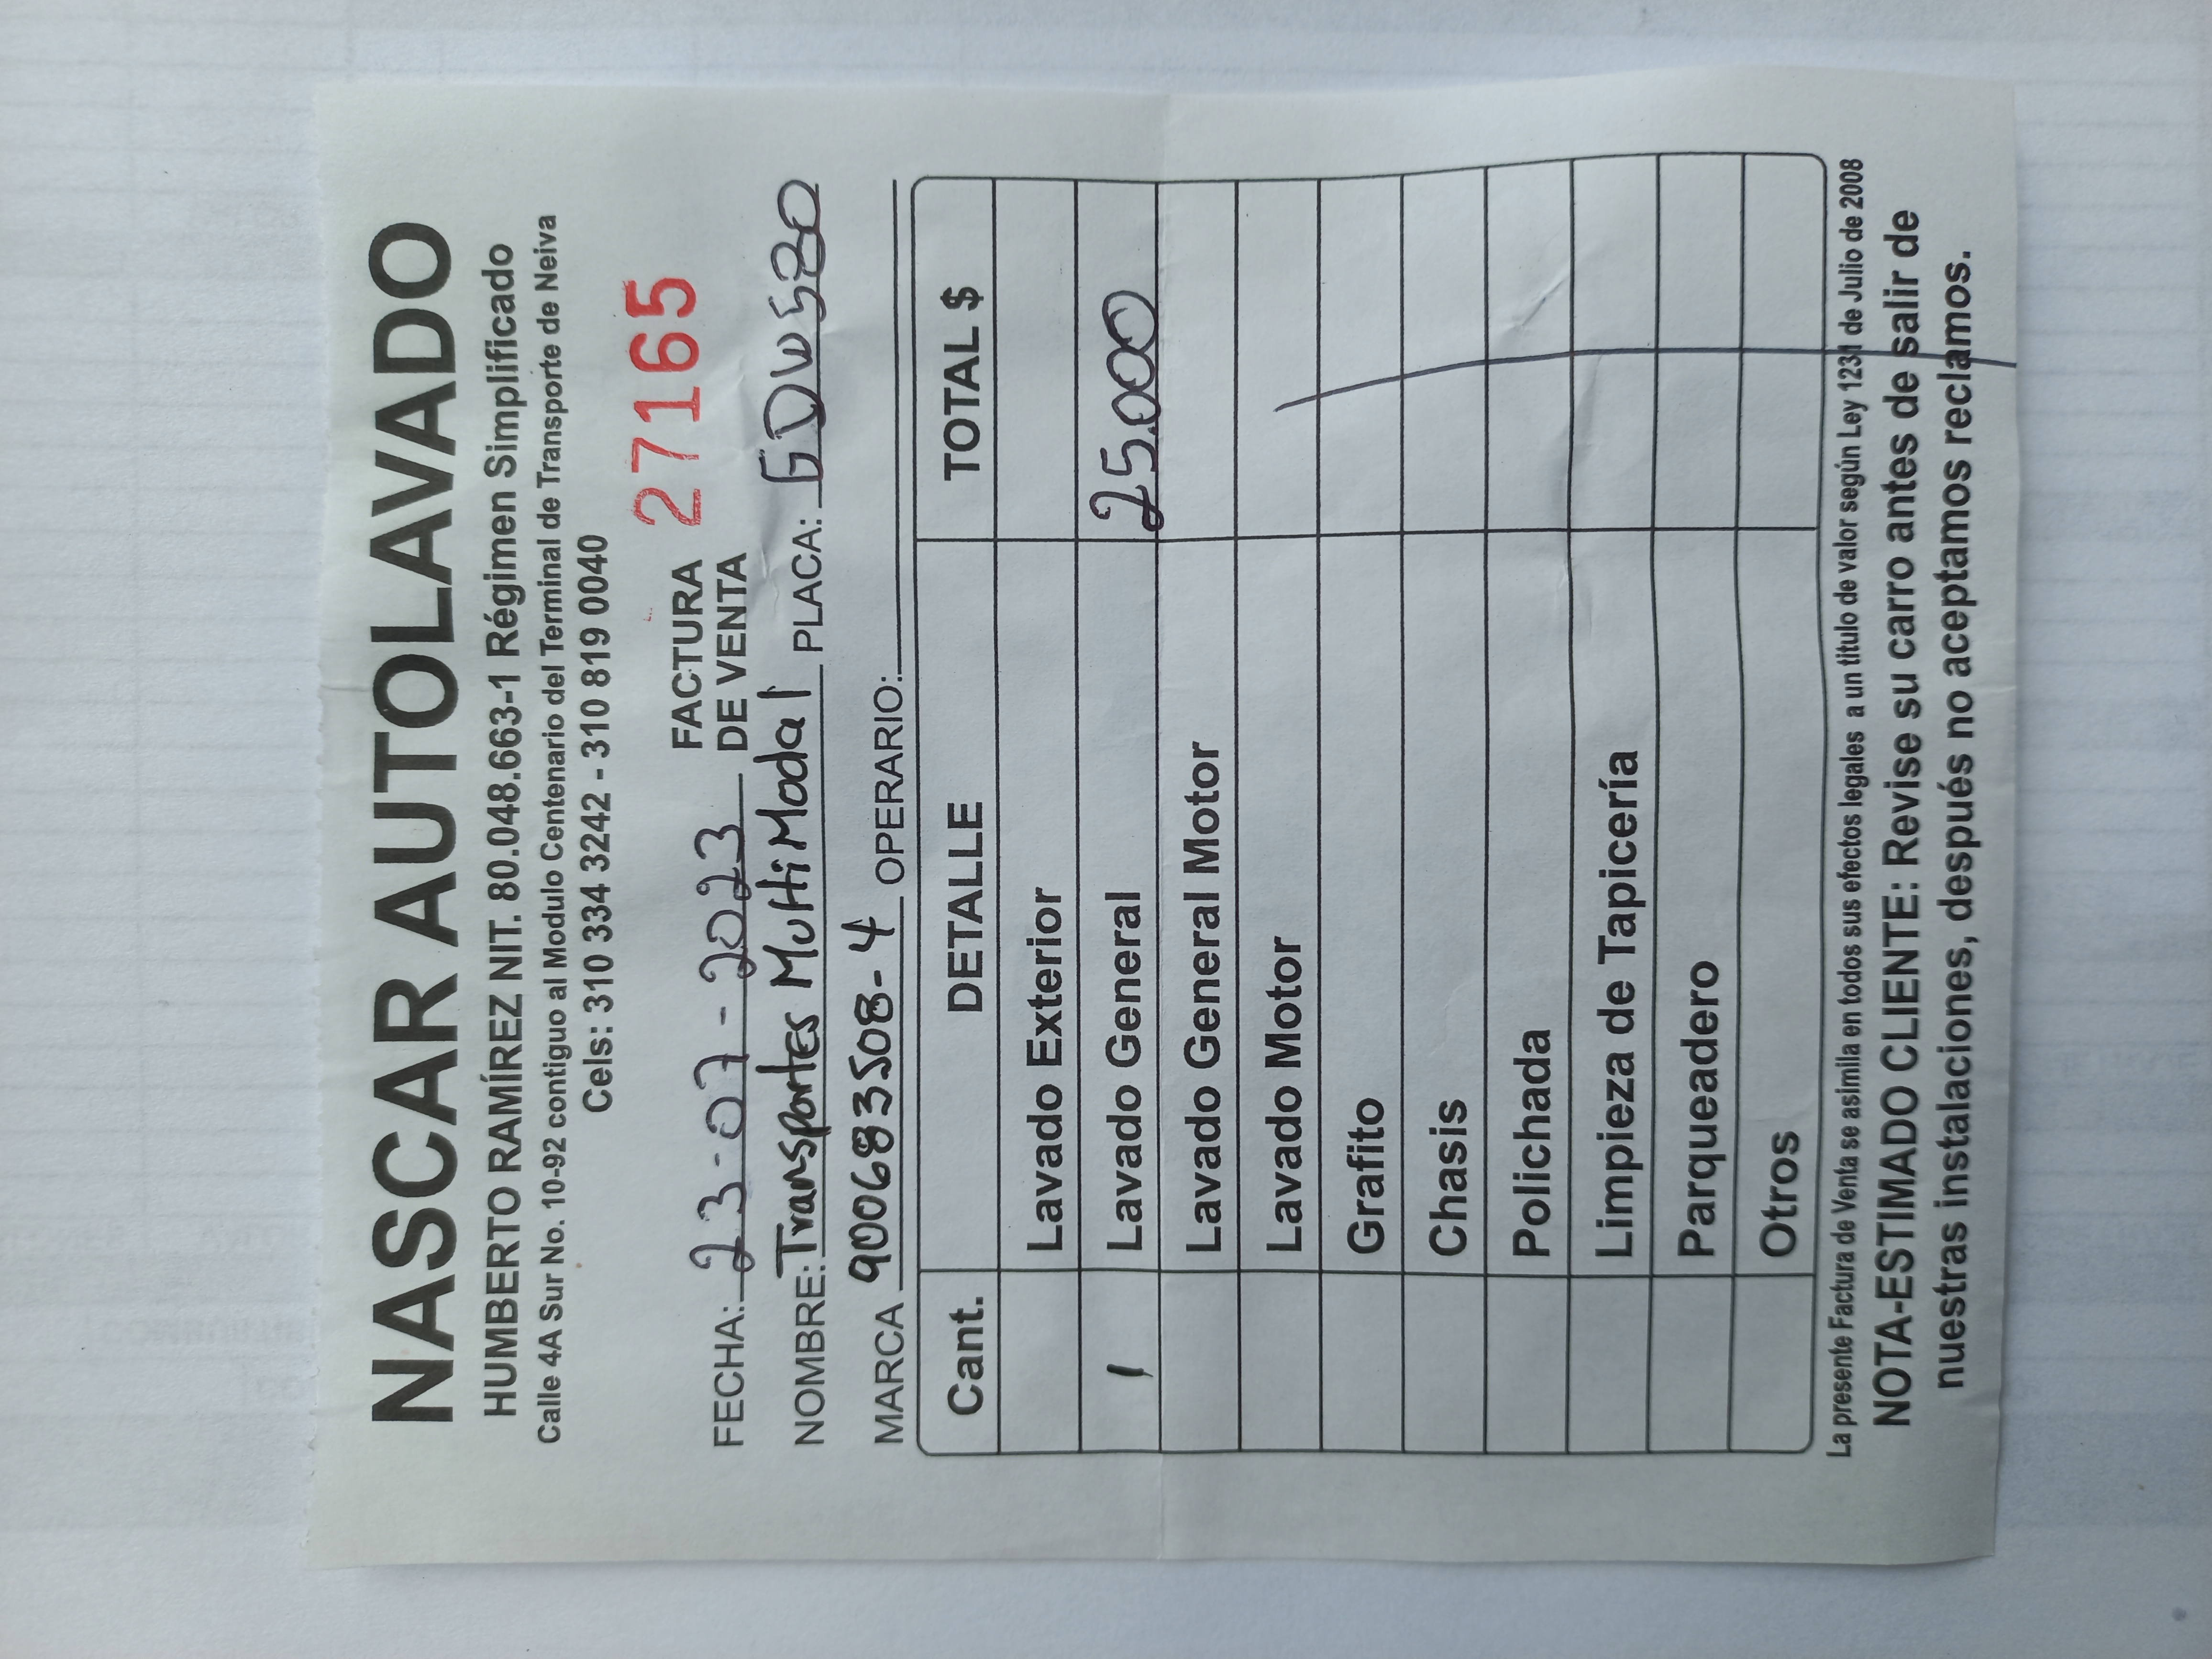 NASCAR AUTOLAVADO
HUMBERTO RAMÍREZ NIT. 80.048.663-1 Régimen Simplificado
Calle 4A Sur No. 10-92 contiguo al Modulo Centenario del Terminal de Transporte de Neiva
Cels: 310 334 3242 - 310 819 0040
FECHA: 23-07-2023 FACTURA DE VENTA 27165
NOMBRE: Transportes MultiModal PLACA: GDW580
MARCA 900683508-4 OPERARIO:
Cant. DETALLE TOTAL $
Lavado Exterior
1 Lavado General 25.000
Lavado General Motor
Lavado Motor
Grafito
Chasis
Polichada
Limpieza de Tapicería
Parqueadero
Otros
La presente Factura de Venta se asimila en todos sus efectos legales a un titulo de valor según Ley 1231 de Julio de 2008
NOTA-ESTIMADO CLIENTE: Revise su carro antes de salir de
nuestras instalaciones, después no aceptamos reclamos.